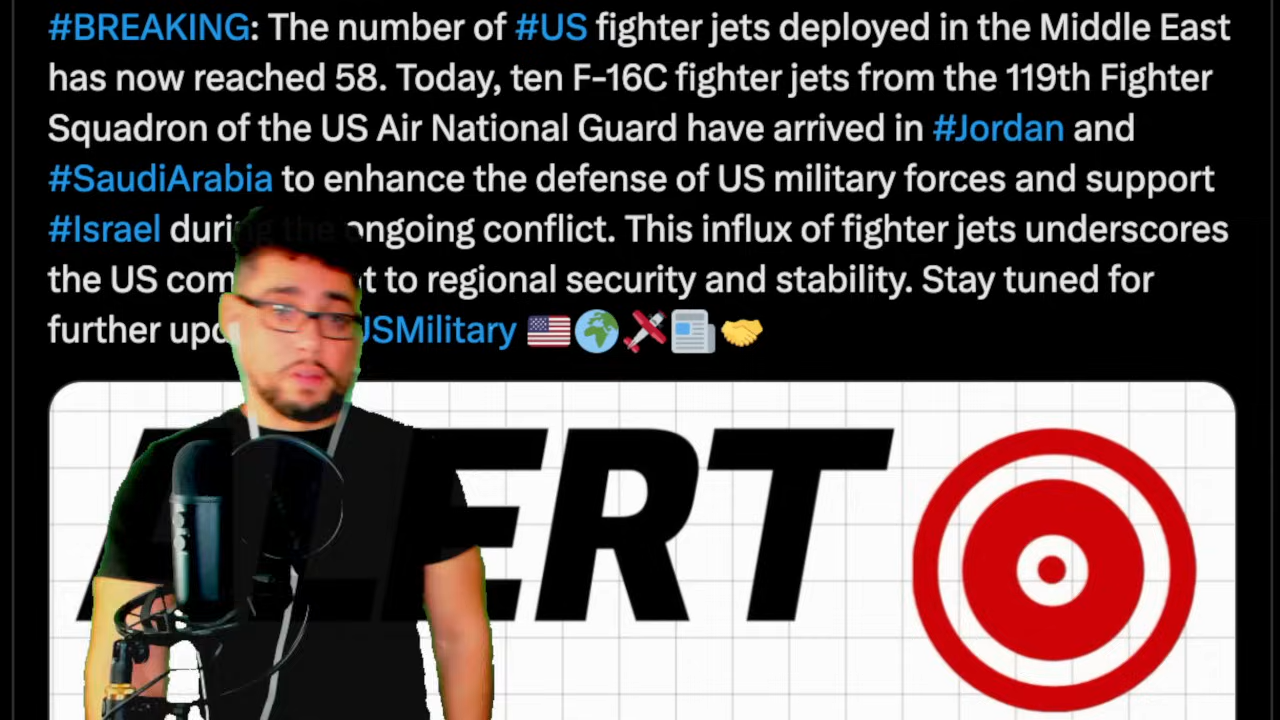 #BREAKING: The number of #US fighter jets deployed in the Middle East
has now reached 58. Today, ten F-16C fighter jets from the 119th Fighter
Squadron of the US Air National Guard have arrived in #Jordan and
#SaudiArabia to enhance the defense of US military forces and support
#Israel during the ongoing conflict. This influx of fighter jets underscores
the US to regional security and stability. Stay tuned for
further USMilitary
ALERT